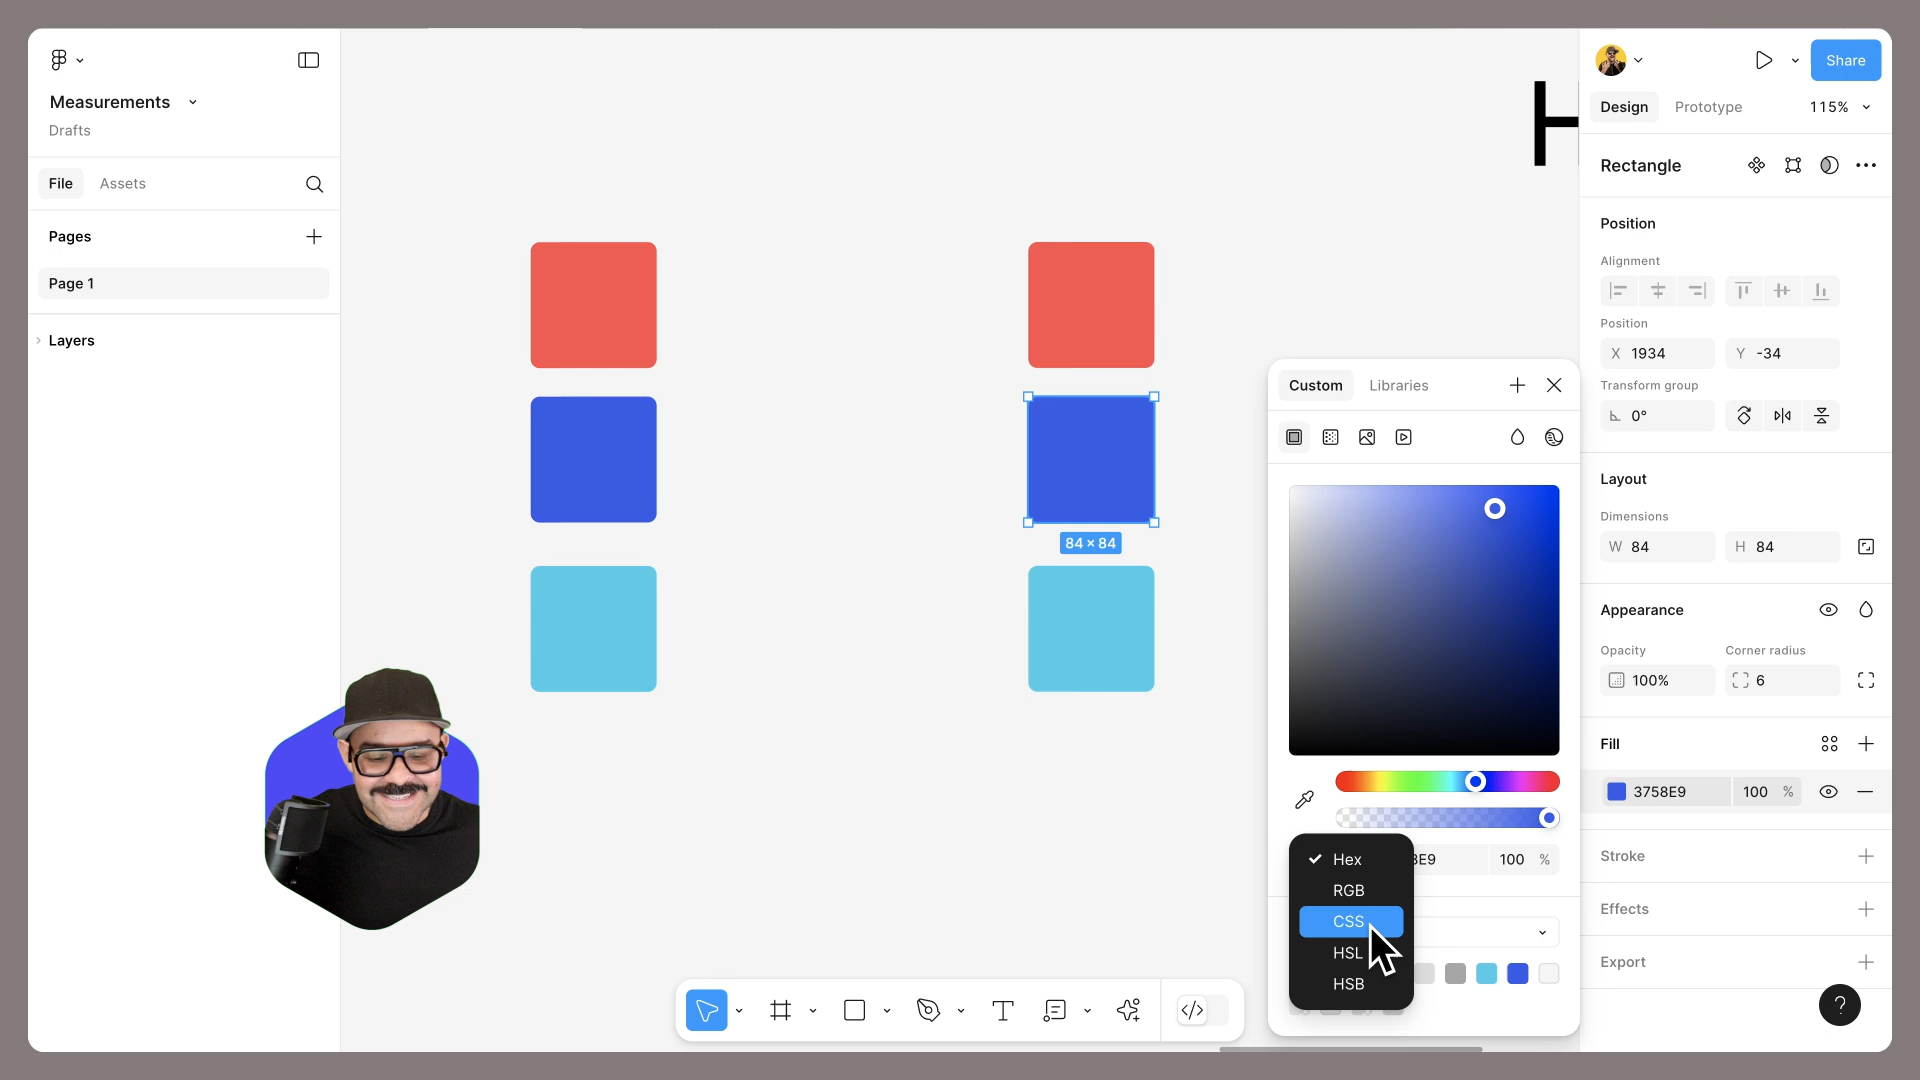 Measurements
Drafts
File
Assets
Pages
Page 1
Layers
H
84 × 84
Custom
Libraries
8E9
100 %
Hex
RGB
CSS
HSL
HSB
Share
Design
Prototype
115%
Rectangle
Position
Alignment
Position
X 1934
Y -34
Transform group
0°
Layout
Dimensions
W 84
H 84
Appearance
Opacity
Corner radius
100%
6
Fill
3758E9
100 %
Stroke
Effects
Export
?